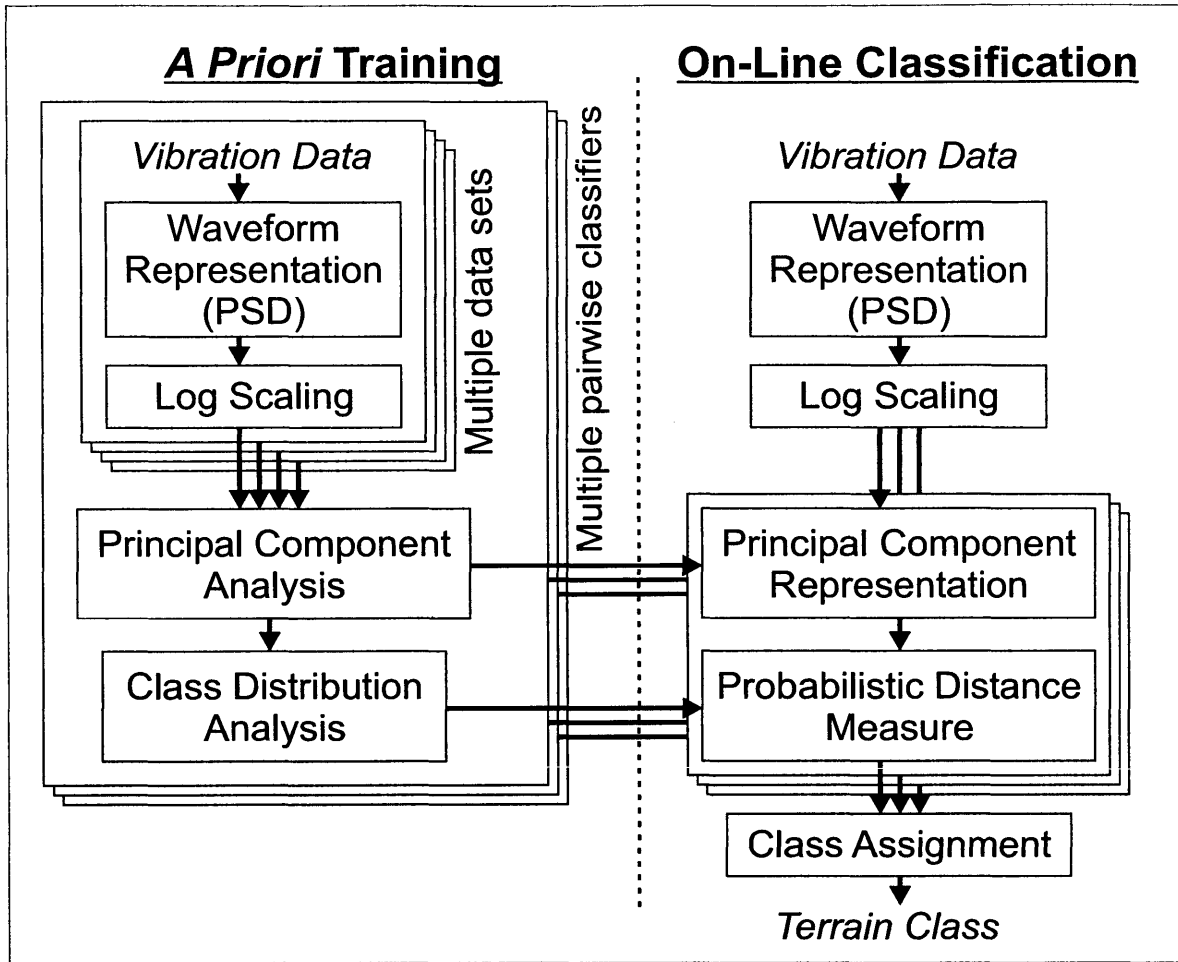 A Priori Training
Vibration Data
Waveform
Representation
(PSD)
Log Scaling
Multiple data sets
Multiple pairwise classifiers
Principal Component
Analysis
Class Distribution
Analysis
On-Line Classification
Vibration Data
Waveform
Representation
(PSD)
Log Scaling
Principal Component
Representation
Probabilistic Distance
Measure
Class Assignment
Terrain Class